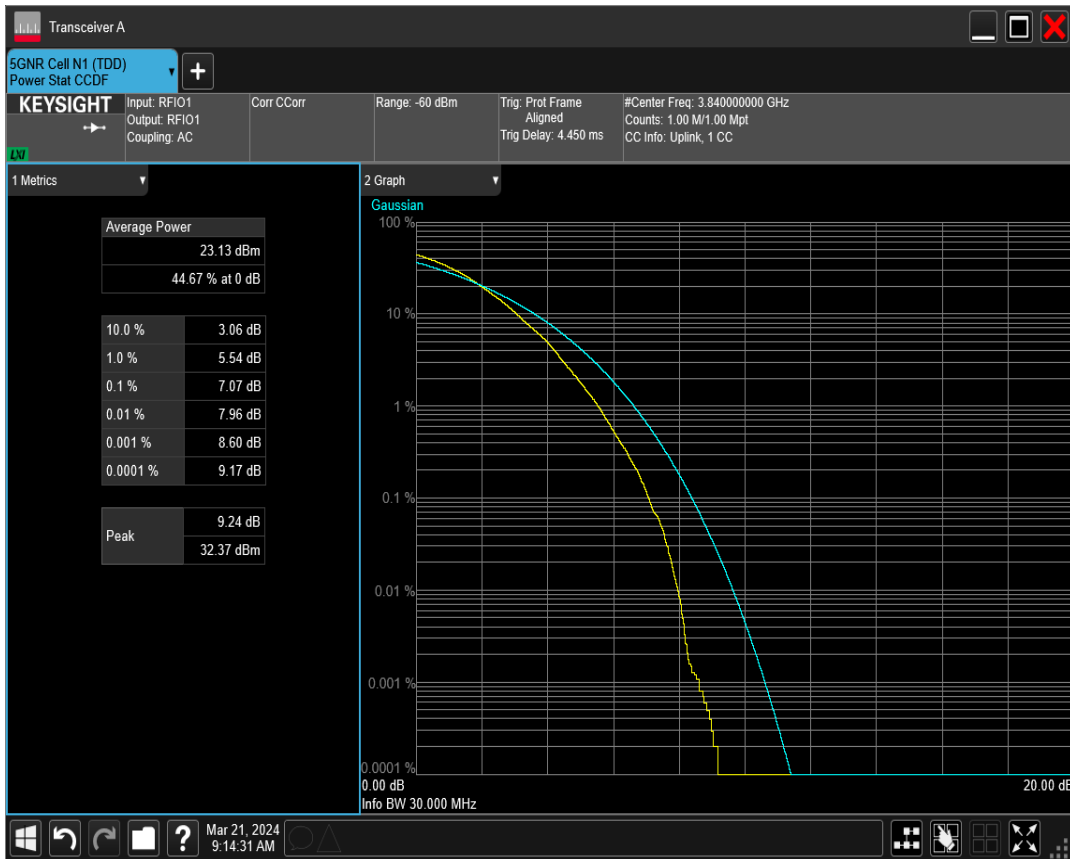 Transceiver A
5GNR Cell N1 (TDD)
Power Stat CCDF
+
KEYSIGHT
LXI
Input: RFIO1
Output: RFIO1
Coupling: AC
Corr CCorr
Range: -60 dBm
Trig: Prot Frame
Aligned
Trig Delay: 4.450 ms
#Center Freq: 3.840000000 GHz
Counts: 1.00 M/1.00 Mpt
CC Info: Uplink, 1 CC
1 Metrics
Average Power
23.13 dBm
44.67 % at 0 dB
10.0 % 3.06 dB
1.0 % 5.54 dB
0.1 % 7.07 dB
0.01 % 7.96 dB
0.001 % 8.60 dB
0.0001 % 9.17 dB
Peak 9.24 dB
32.37 dBm
2 Graph
Gaussian
100 %
10 %
1 %
0.1 %
0.01 %
0.001 %
0.0001 %
0.00 dB 20.00 dB
Info BW 30.000 MHz
?
Mar 21, 2024
9:14:31 AM